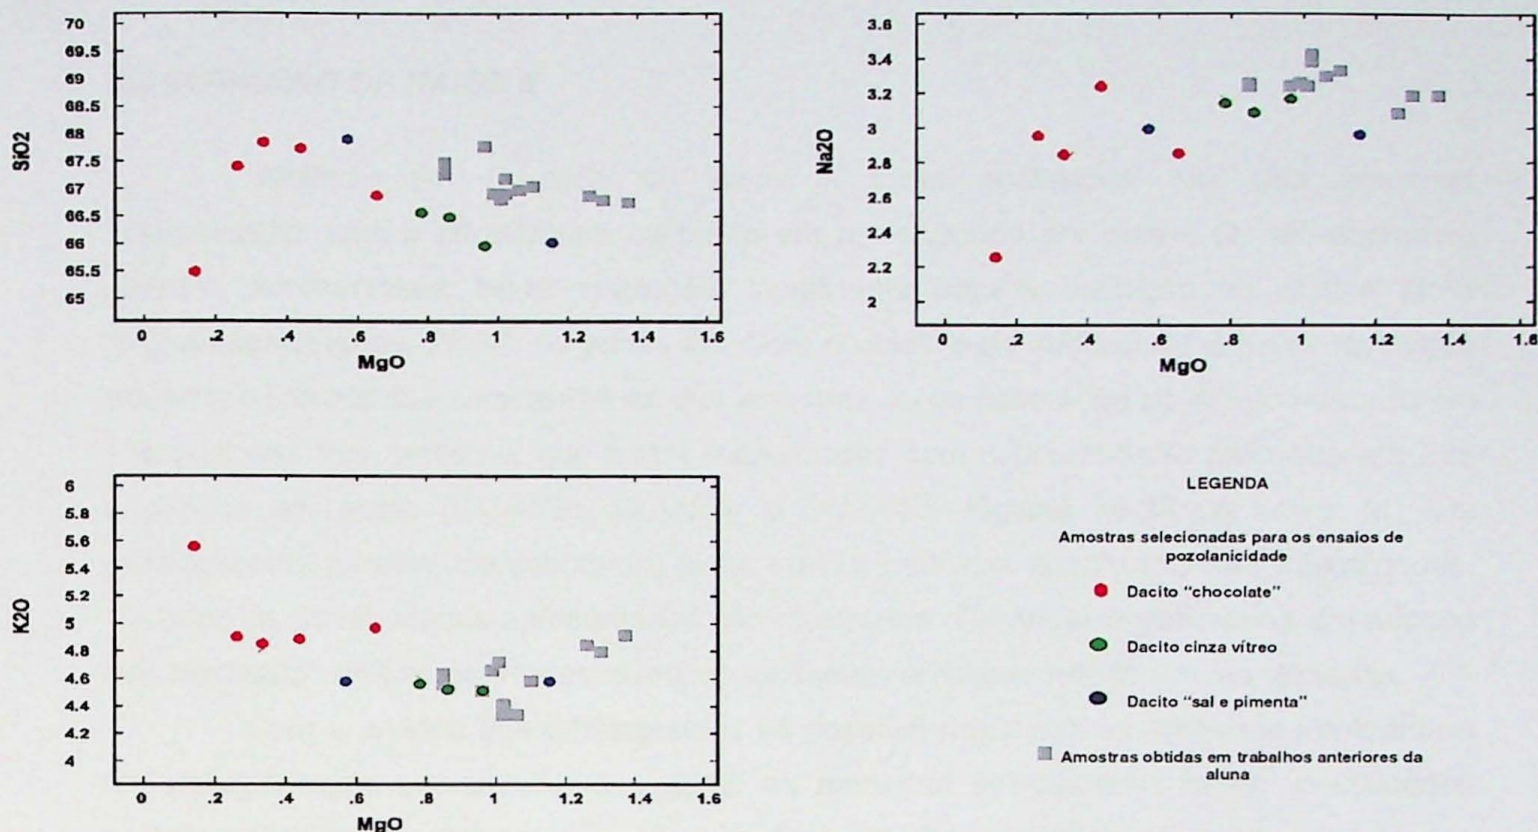 70
69.5
69
68.5
68
67.5
67
66.5
66
65.5
65
SiO2
0 .2 .4 .6 .8 1 1.2 1.4 1.6
MgO
3.6
3.4
3.2
3
2.8
2.6
2.4
2.2
2
Na2O
0 .2 .4 .6 .8 1 1.2 1.4 1.6
MgO
6
5.8
5.6
5.4
5.2
5
4.8
4.6
4.4
4.2
4
K2O
0 .2 .4 .6 .8 1 1.2 1.4 1.6
MgO
LEGENDA
Amostras selecionadas para os ensaios de
pozolanicidade
Dacito "chocolate"
Dacito cinza vítreo
Dacito "sal e pimenta"
Amostras obtidas em trabalhos anteriores da
aluna